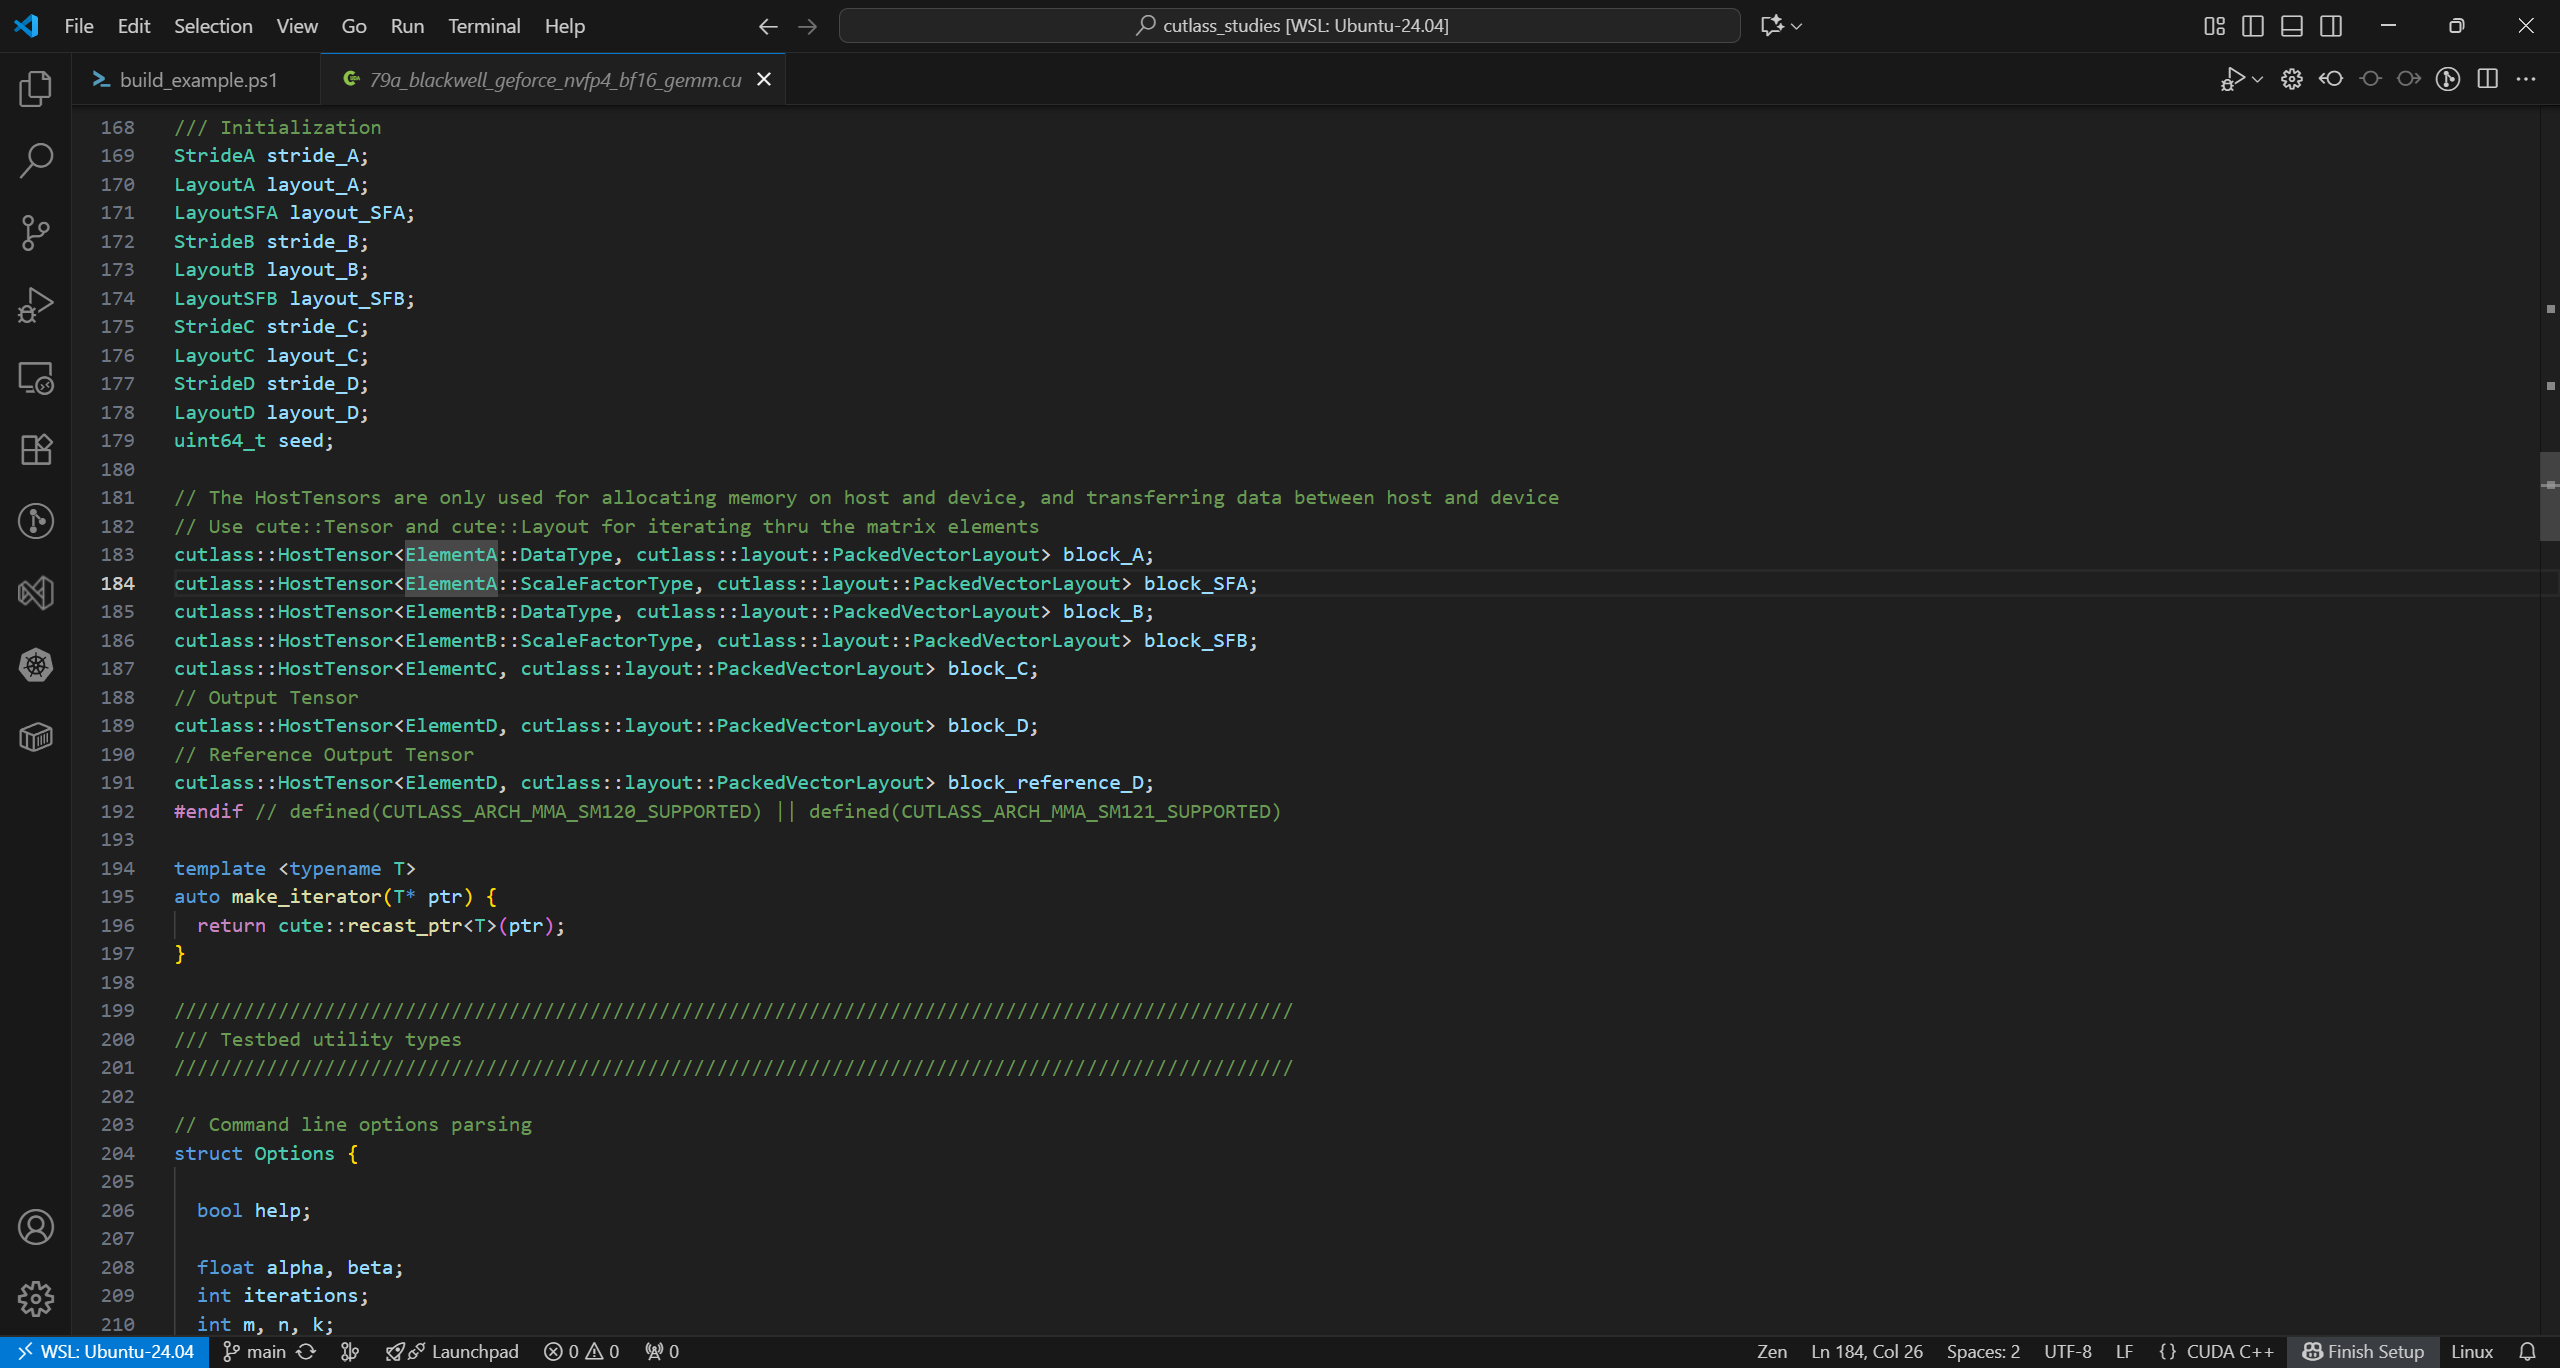 File Edit Selection View Go Run Terminal Help
cutlass_studies [WSL: Ubuntu-24.04]
build_example.ps1
79a_blackwell_geforce_nvfp4_bf16_gemm.cu
168 /// Initialization
169 StrideA stride_A;
170 LayoutA layout_A;
171 LayoutSFA layout_SFA;
172 StrideB stride_B;
173 LayoutB layout_B;
174 LayoutSFB layout_SFB;
175 StrideC stride_C;
176 LayoutC layout_C;
177 StrideD stride_D;
178 LayoutD layout_D;
179 uint64_t seed;
180
181 // The HostTensors are only used for allocating memory on host and device, and transferring data between host and device
182 // Use cute::Tensor and cute::Layout for iterating thru the matrix elements
183 cutlass::HostTensor<ElementA::DataType, cutlass::layout::PackedVectorLayout> block_A;
184 cutlass::HostTensor<ElementA::ScaleFactorType, cutlass::layout::PackedVectorLayout> block_SFA;
185 cutlass::HostTensor<ElementB::DataType, cutlass::layout::PackedVectorLayout> block_B;
186 cutlass::HostTensor<ElementB::ScaleFactorType, cutlass::layout::PackedVectorLayout> block_SFB;
187 cutlass::HostTensor<ElementC, cutlass::layout::PackedVectorLayout> block_C;
188 // Output Tensor
189 cutlass::HostTensor<ElementD, cutlass::layout::PackedVectorLayout> block_D;
190 // Reference Output Tensor
191 cutlass::HostTensor<ElementD, cutlass::layout::PackedVectorLayout> block_reference_D;
192 #endif // defined(CUTLASS_ARCH_MMA_SM120_SUPPORTED) || defined(CUTLASS_ARCH_MMA_SM121_SUPPORTED)
193
194 template <typename T>
195 auto make_iterator(T* ptr) {
196   return cute::recast_ptr<T>(ptr);
197 }
198
199 /////////////////////////////////////////////////////////////////////////////////////////////////
200 /// Testbed utility types
201 /////////////////////////////////////////////////////////////////////////////////////////////////
202
203 // Command line options parsing
204 struct Options {
205
206   bool help;
207
208   float alpha, beta;
209   int iterations;
210   int m, n, k;
WSL: Ubuntu-24.04 main Launchpad 0 0 0 Zen Ln 184, Col 26 Spaces: 2 UTF-8 LF {} CUDA C++ Finish Setup Linux